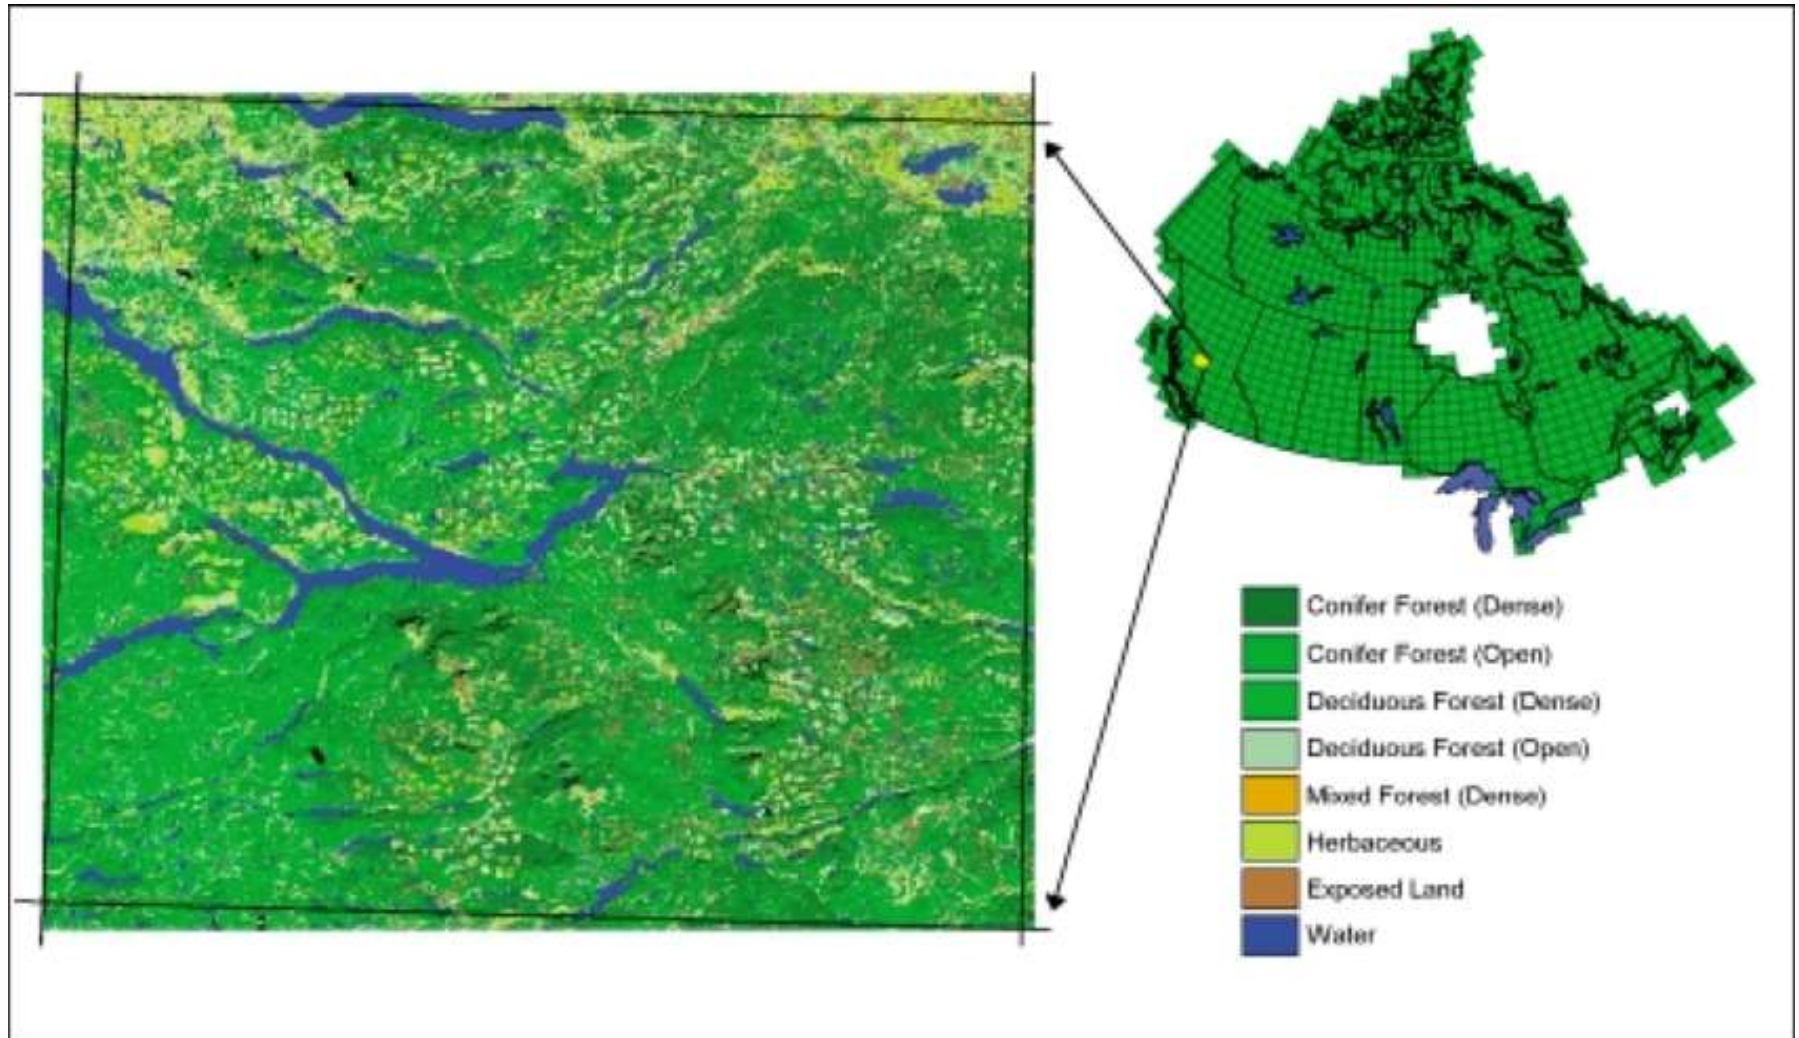 Conifer Forest (Dense)
Conifer Forest (Open)
Deciduous Forest (Dense)
Deciduous Forest (Open)
Mixed Forest (Dense)
Herbaceous
Exposed Land
Water